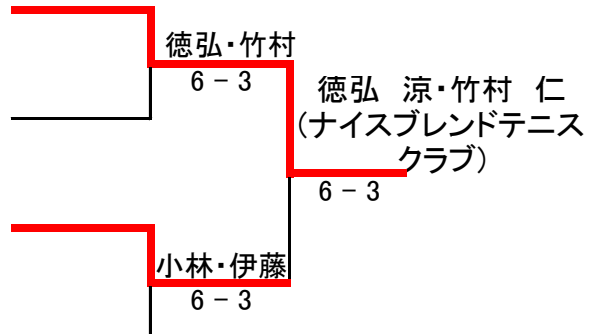 徳弘・竹村
6 − 3
徳弘　涼・竹村　仁
(ナイスブレンドテニス
クラブ)
6 − 3
小林・伊藤
6 − 3